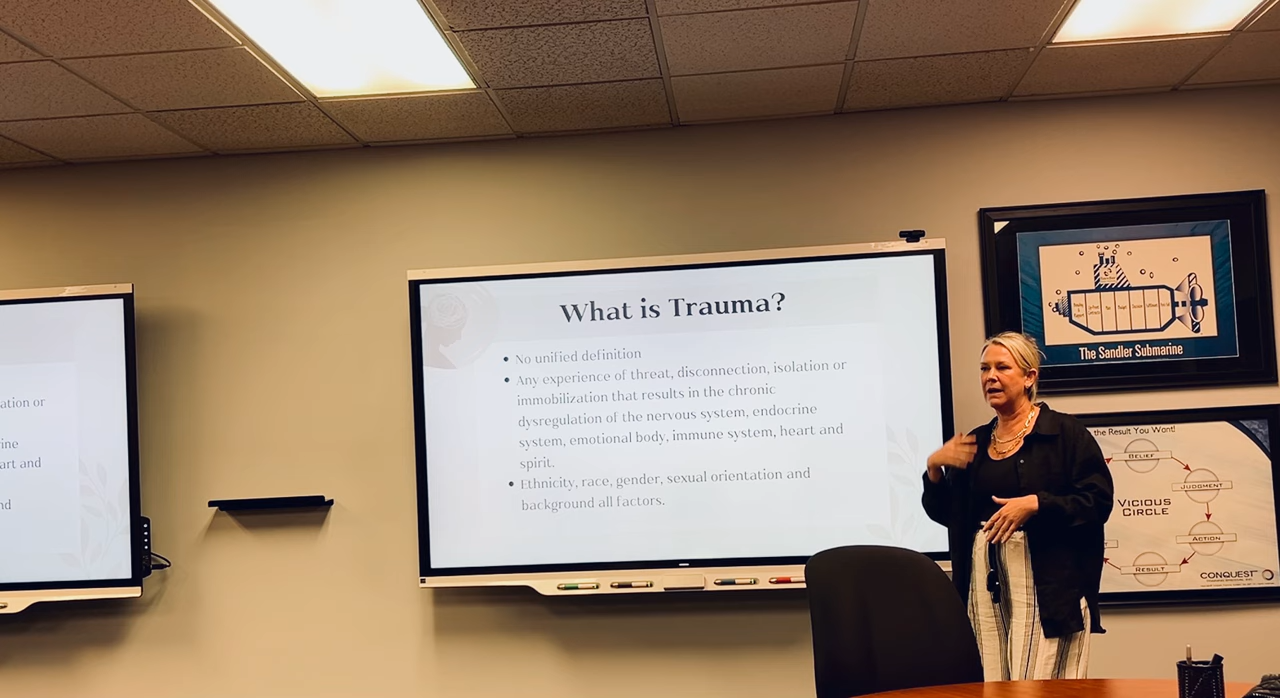 What is Trauma?
No unified definition
Any experience of threat, disconnection, isolation or
immobilization that results in the chronic
dysregulation of the nervous system, endocrine
system, emotional body, immune system, heart and
spirit.
Ethnicity, race, gender, sexual orientation and
background all factors.
ation or
rine
art and
nd
The Sandler Submarine
the Result You Want!
BELIEF
JUDGMENT
VICIOUS
CIRCLE
ACTION
RESULT
CONQUEST